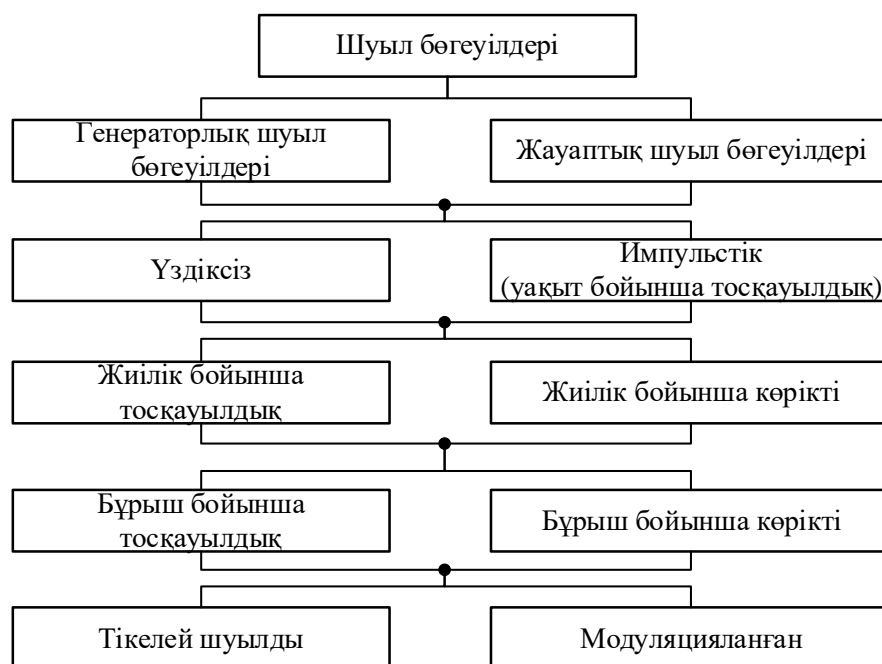 Шуыл бөгеуілдері
Генераторлық шуыл
бөгеуілдері
Жауаптық шуыл бөгеуілдері
Үздіксіз
Импульстік
(уақыт бойынша тосқауылдық)
Жиілік бойынша
тосқауылдық
Жиілік бойынша көрікті
Бұрыш бойынша
тосқауылдық
Бұрыш бойынша көрікті
Тікелей шуылды
Модуляцияланған